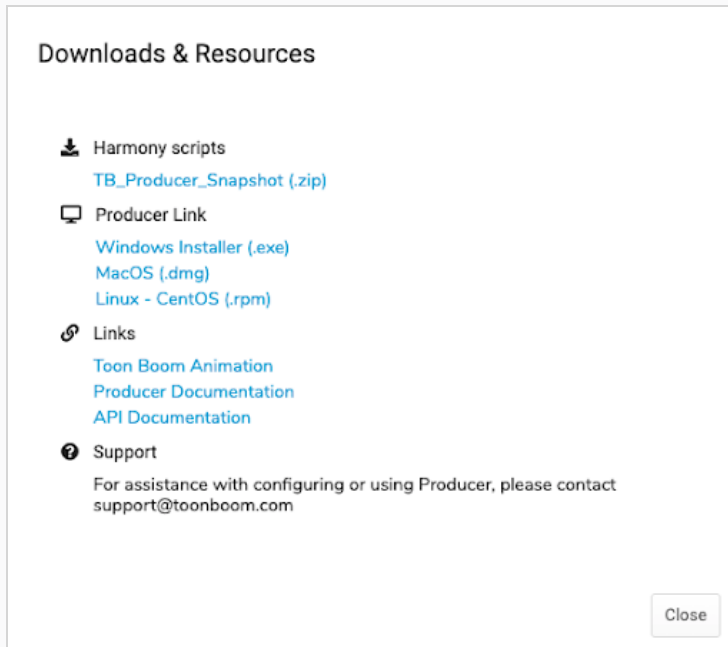 Downloads & Resources
Harmony scripts
TB_Producer_Snapshot (.zip)
Producer Link
Windows Installer (.exe)
MacOS (.dmg)
Linux - CentOS (.rpm)
Links
Toon Boom Animation
Producer Documentation
API Documentation
Support
For assistance with configuring or using Producer, please contact
support@toonboom.com
Close